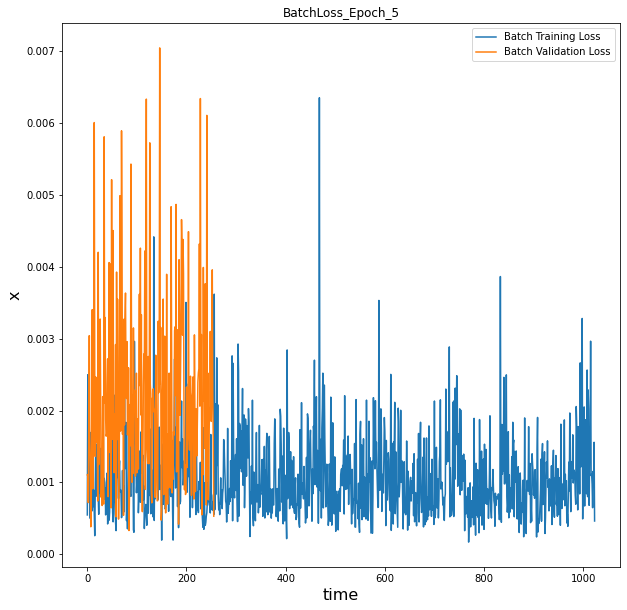 BatchLoss_Epoch_5
Batch Training Loss
Batch Validation Loss
0.007
0.006
0.005
0.004
0.003
0.002
0.001
0.000
x
0 200 400 600 800 1000
time